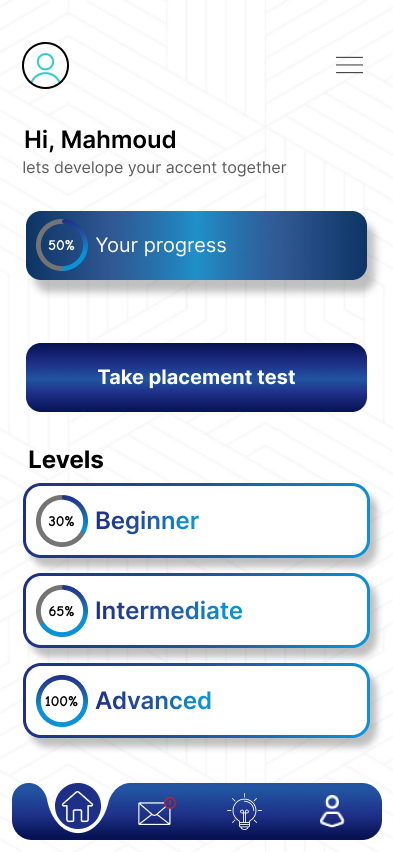 Hi, Mahmoud
lets develope your accent together
50% Your progress
Take placement test
Levels
30% Beginner
65% Intermediate
100% Advanced